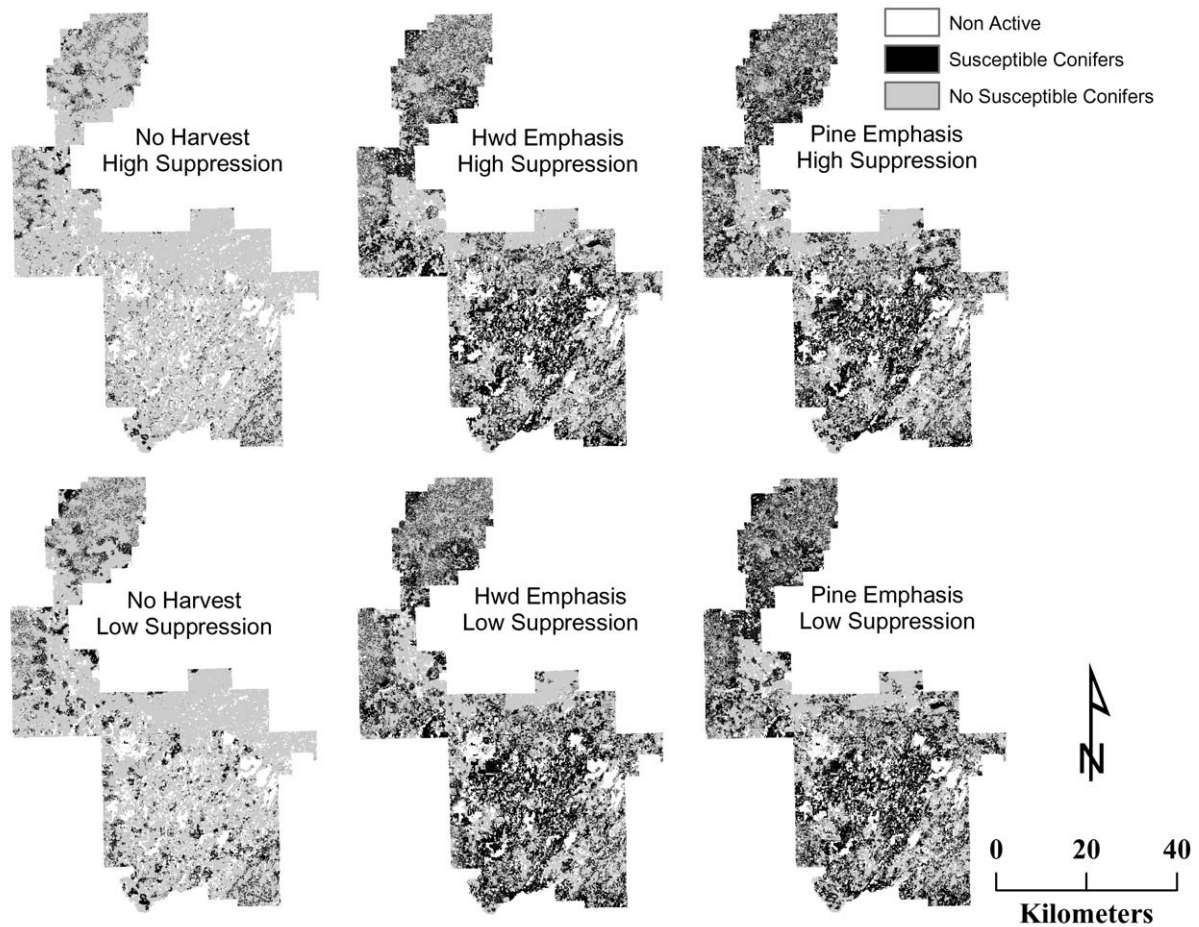 Non Active
Susceptible Conifers
No Susceptible Conifers
No Harvest
High Suppression
Hwd Emphasis
High Suppression
Pine Emphasis
High Suppression
No Harvest
Low Suppression
Hwd Emphasis
Low Suppression
Pine Emphasis
Low Suppression
N
0 20 40
Kilometers